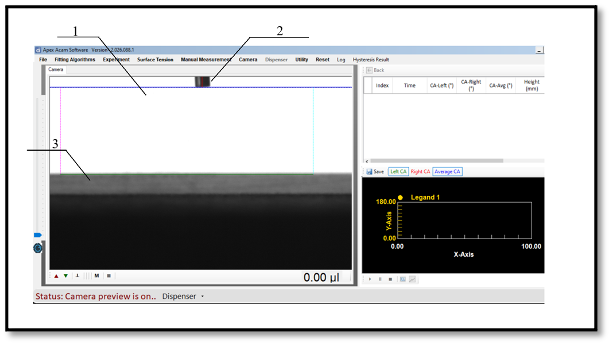 1
2
Apex Acam Software Version: 2.026.088.1
File Fitting Algorithms Experiment Surface Tension Manual Measurement Camera Dispenser Utility Reset Log Hysteresis Result
Camera
Back
Index Time CA-Left (°) CA-Right (°) CA-Avg (°) Height (mm)
3
Save Left CA Right CA Average CA
Legand 1
180.00
Y-Axis
0.00
0.00 100.00
X-Axis
M
0.00 µl
Status: Camera preview is on.. Dispenser